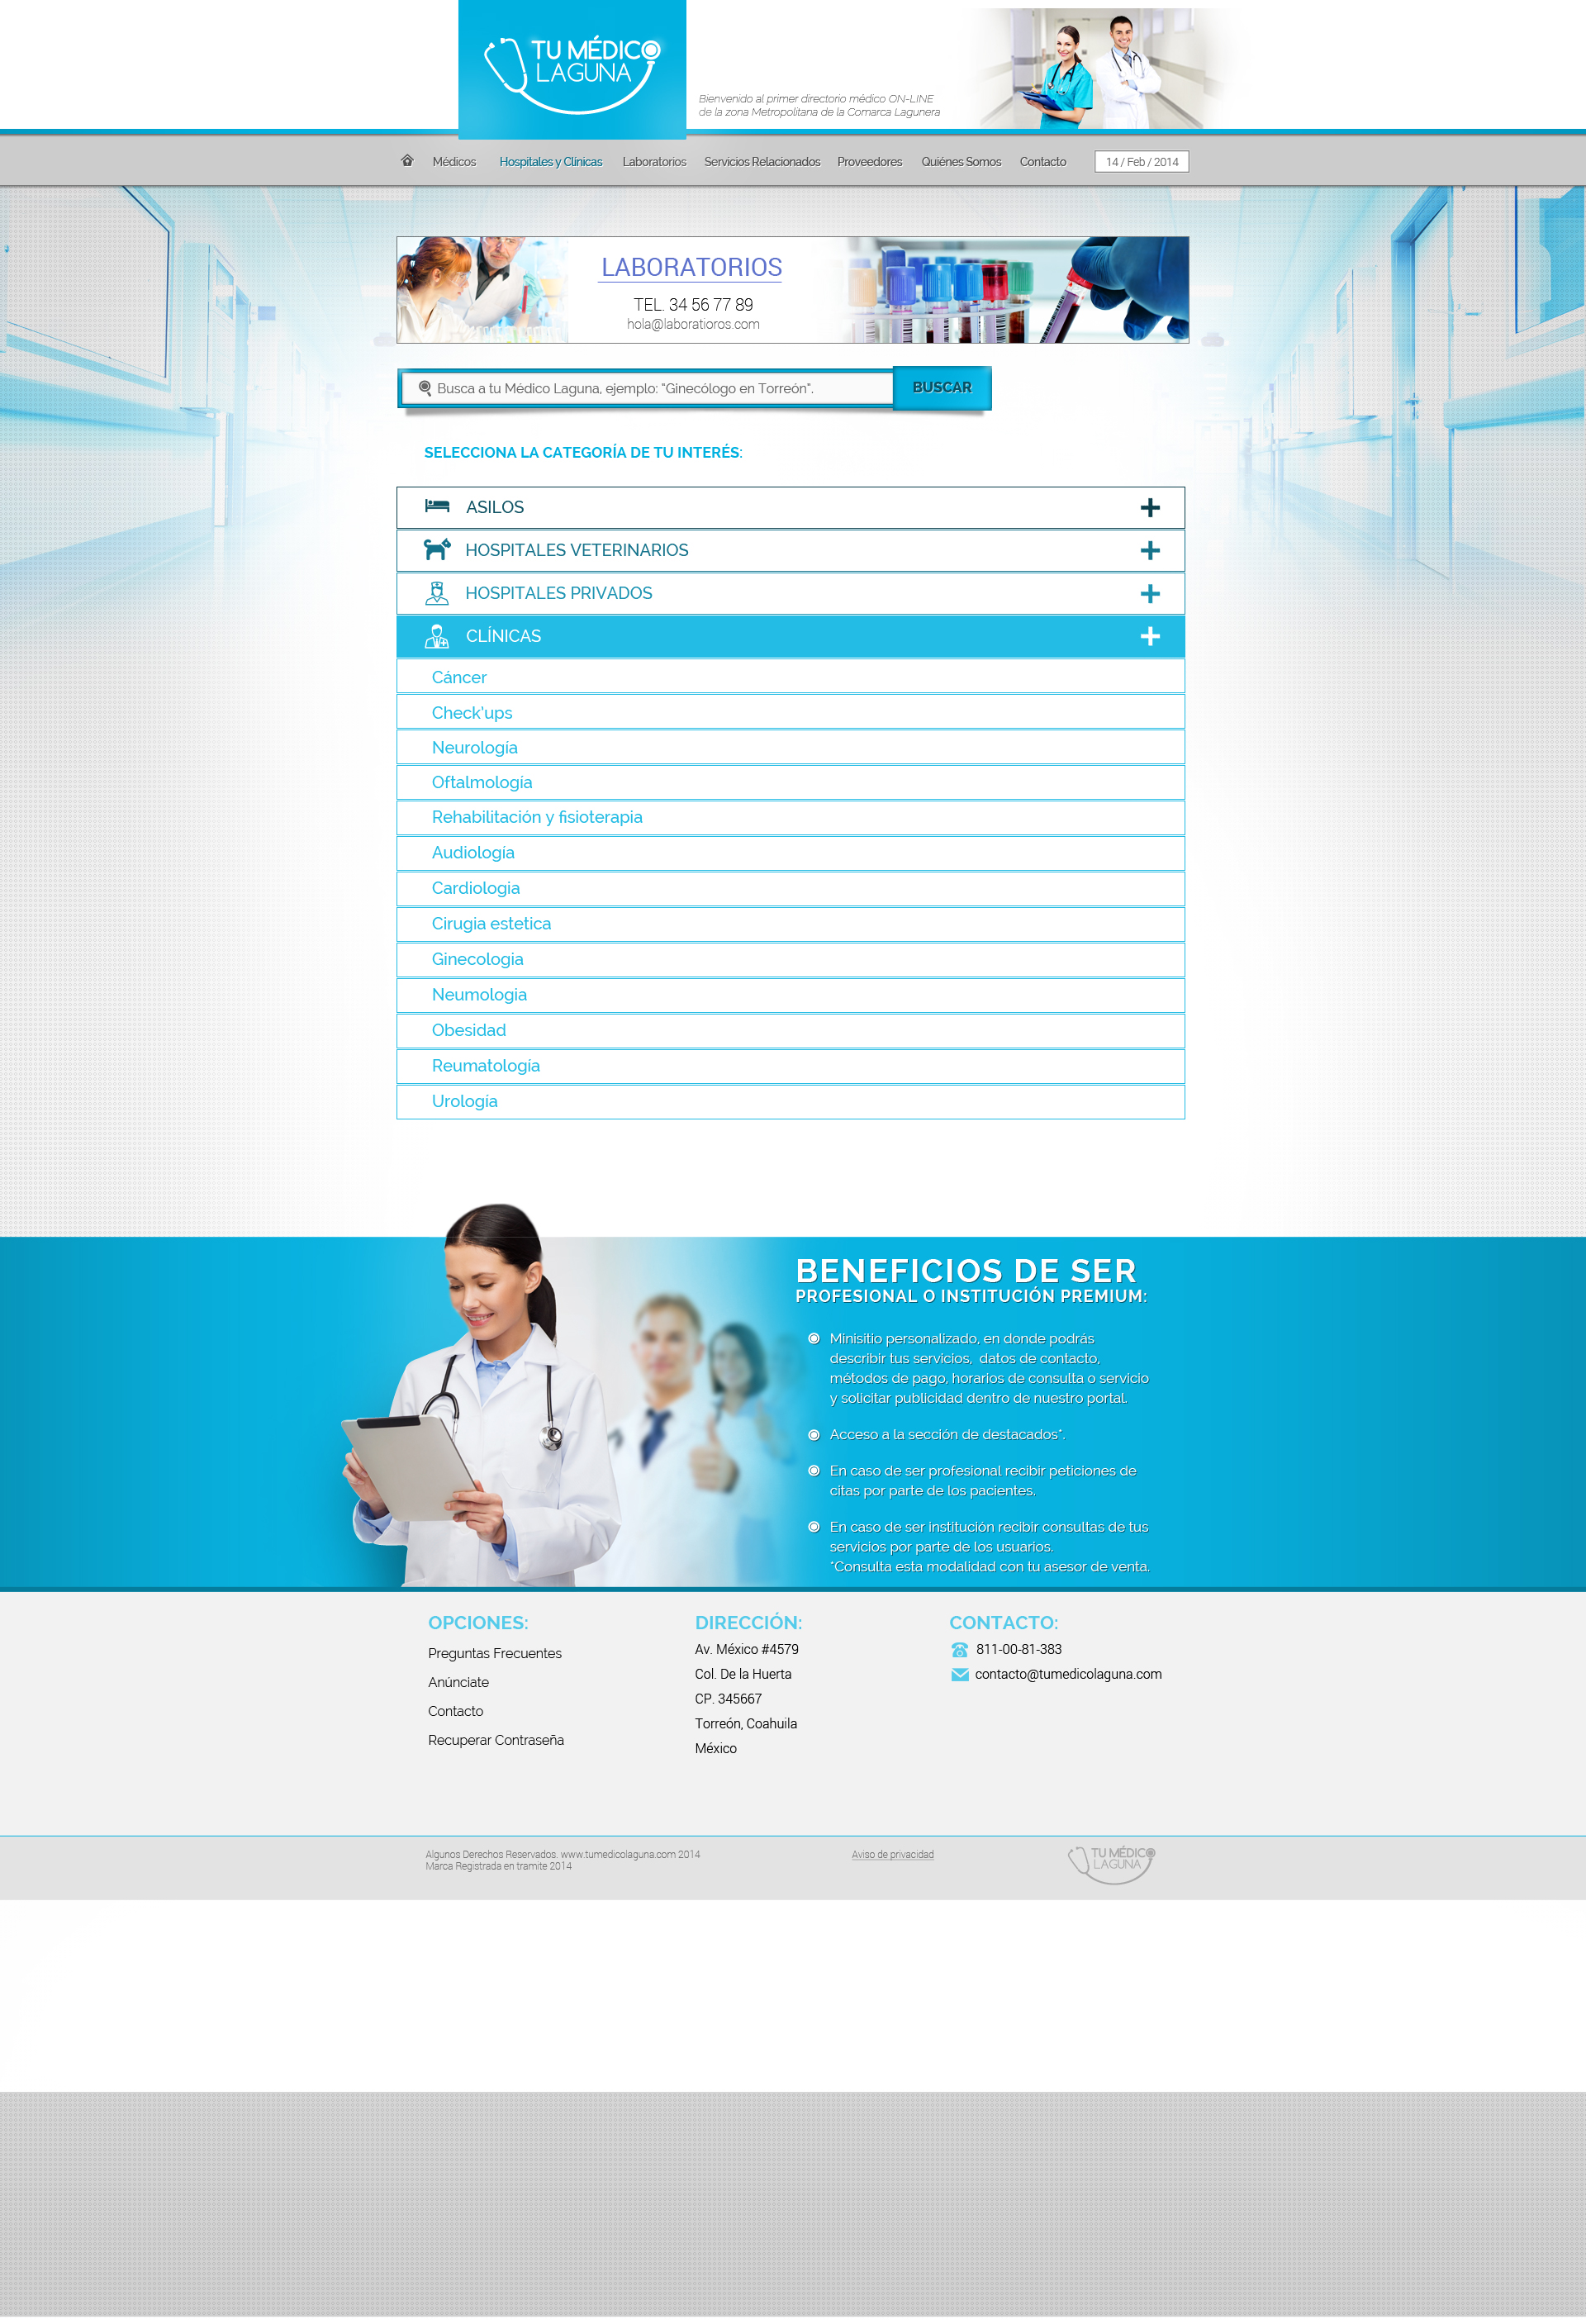 TU MÉDICO
LAGUNA
Bienvenido al primer directorio médico ON-LINE
de la zona Metropolitana de la Comarca Lagunera
Médicos Hospitales y Clínicas Laboratorios Servicios Relacionados Proveedores Quiénes Somos Contacto 14 / Feb / 2014
LABORATORIOS
TEL. 34 56 77 89
hola@laboratioros.com
Busca a tu Médico Laguna, ejemplo: "Ginecólogo en Torreón".
BUSCAR
SELECCIONA LA CATEGORÍA DE TU INTERÉS:
ASILOS
HOSPITALES VETERINARIOS
HOSPITALES PRIVADOS
CLÍNICAS
Cáncer
Check'ups
Neurología
Oftalmología
Rehabilitación y fisioterapia
Audiología
Cardiologia
Cirugia estetica
Ginecologia
Neumologia
Obesidad
Reumatología
Urología
BENEFICIOS DE SER
PROFESIONAL O INSTITUCIÓN PREMIUM:
Minisitio personalizado, en donde podrás
describir tus servicios, datos de contacto,
métodos de pago, horarios de consulta o servicio
y solicitar publicidad dentro de nuestro portal.
Acceso a la sección de destacados*.
En caso de ser profesional recibir peticiones de
citas por parte de los pacientes.
En caso de ser institución recibir consultas de tus
servicios por parte de los usuarios.
*Consulta esta modalidad con tu asesor de venta.
OPCIONES:
Preguntas Frecuentes
Anúnciate
Contacto
Recuperar Contraseña
DIRECCIÓN:
Av. México #4579
Col. De la Huerta
CP. 345667
Torreón, Coahuila
México
CONTACTO:
811-00-81-383
contacto@tumedicolaguna.com
Algunos Derechos Reservados. www.tumedicolaguna.com 2014
Marca Registrada en tramite 2014
Aviso de privacidad
TU MÉDICO
LAGUNA